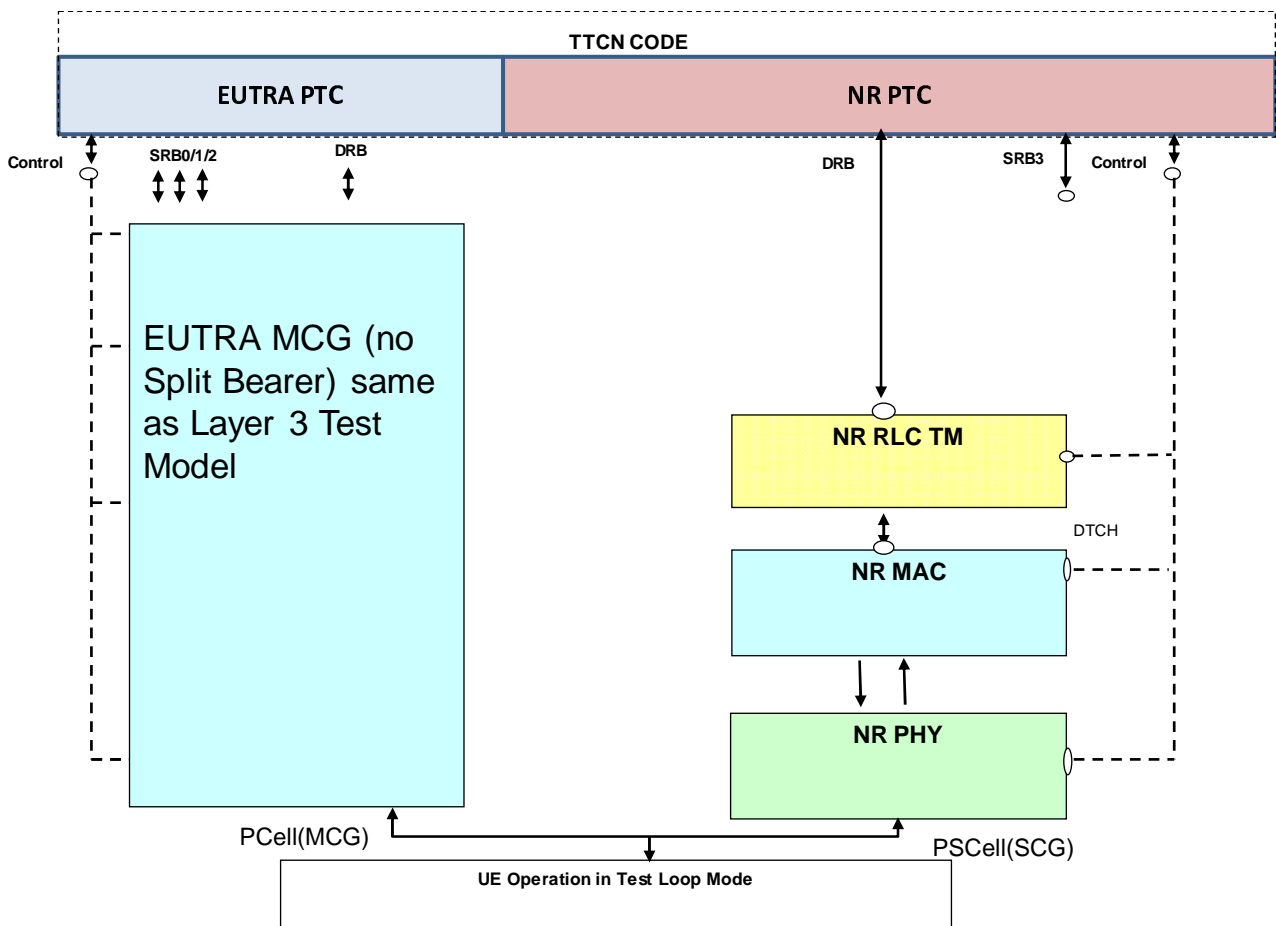 TTCN CODE
EUTRA PTC
NR PTC
Control
SRB0/1/2
DRB
DRB
SRB3
Control
EUTRA MCG (no
Split Bearer) same
as Layer 3 Test
Model
NR RLC TM
DTCH
NR MAC
NR PHY
PCell(MCG)
PSCell(SCG)
UE Operation in Test Loop Mode